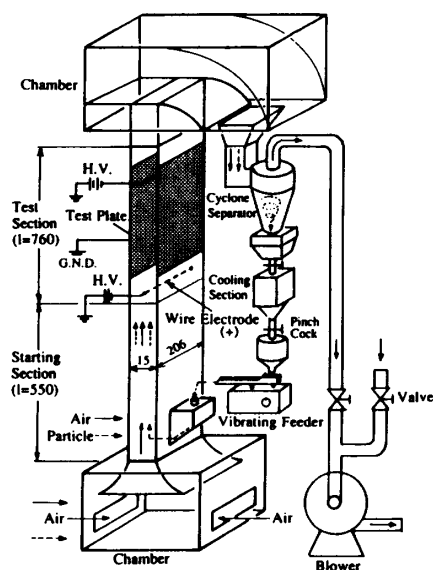 Chamber
H.V.
Test
Section
(l=760)
Test Plate
G.N.D.
H.V.
Cyclone
Separator
Cooling
Section
Wire Electrode
(+)
Pinch
Cock
15
206
Starting
Section
(l=550)
Air
Particle
Vibrating Feeder
Valve
Air
Air
Chamber
Blower